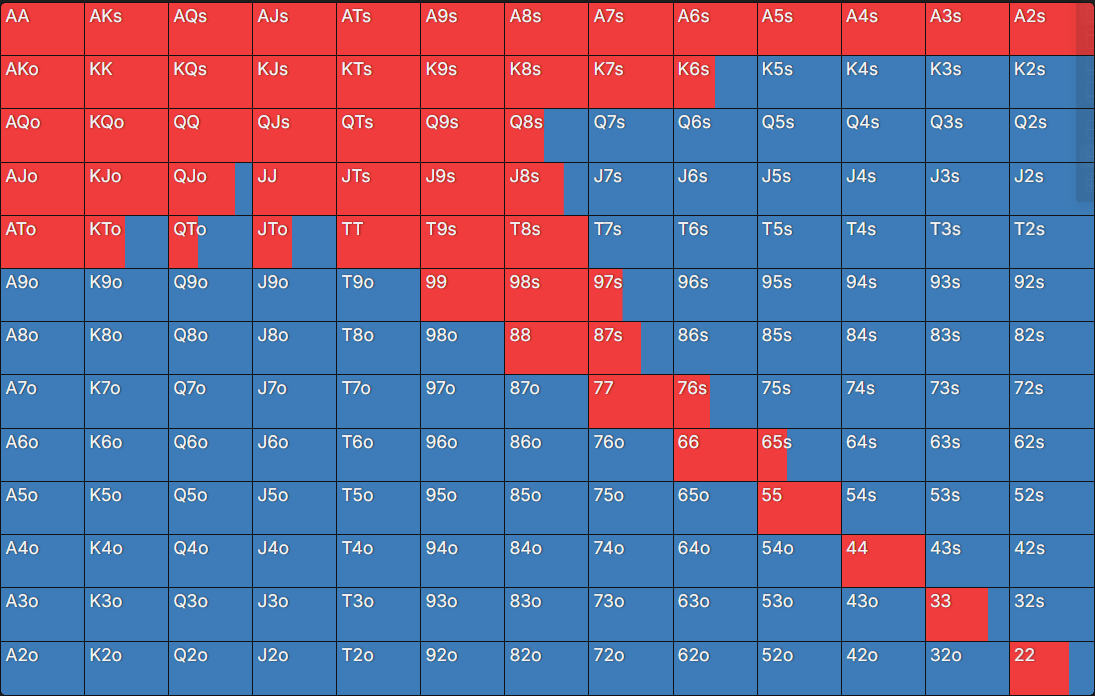 AA AKs AQs AJs ATs A9s A8s A7s A6s A5s A4s A3s A2s
AKo KK KQs KJs KTs K9s K8s K7s K6s K5s K4s K3s K2s
AQo KQo QQ QJs QTs Q9s Q8s Q7s Q6s Q5s Q4s Q3s Q2s
AJo KJo QJo JJ JTs J9s J8s J7s J6s J5s J4s J3s J2s
ATo KTo QTo JTo TT T9s T8s T7s T6s T5s T4s T3s T2s
A9o K9o Q9o J9o T9o 99 98s 97s 96s 95s 94s 93s 92s
A8o K8o Q8o J8o T8o 98o 88 87s 86s 85s 84s 83s 82s
A7o K7o Q7o J7o T7o 97o 87o 77 76s 75s 74s 73s 72s
A6o K6o Q6o J6o T6o 96o 86o 76o 66 65s 64s 63s 62s
A5o K5o Q5o J5o T5o 95o 85o 75o 65o 55 54s 53s 52s
A4o K4o Q4o J4o T4o 94o 84o 74o 64o 54o 44 43s 42s
A3o K3o Q3o J3o T3o 93o 83o 73o 63o 53o 43o 33 32s
A2o K2o Q2o J2o T2o 92o 82o 72o 62o 52o 42o 32o 22